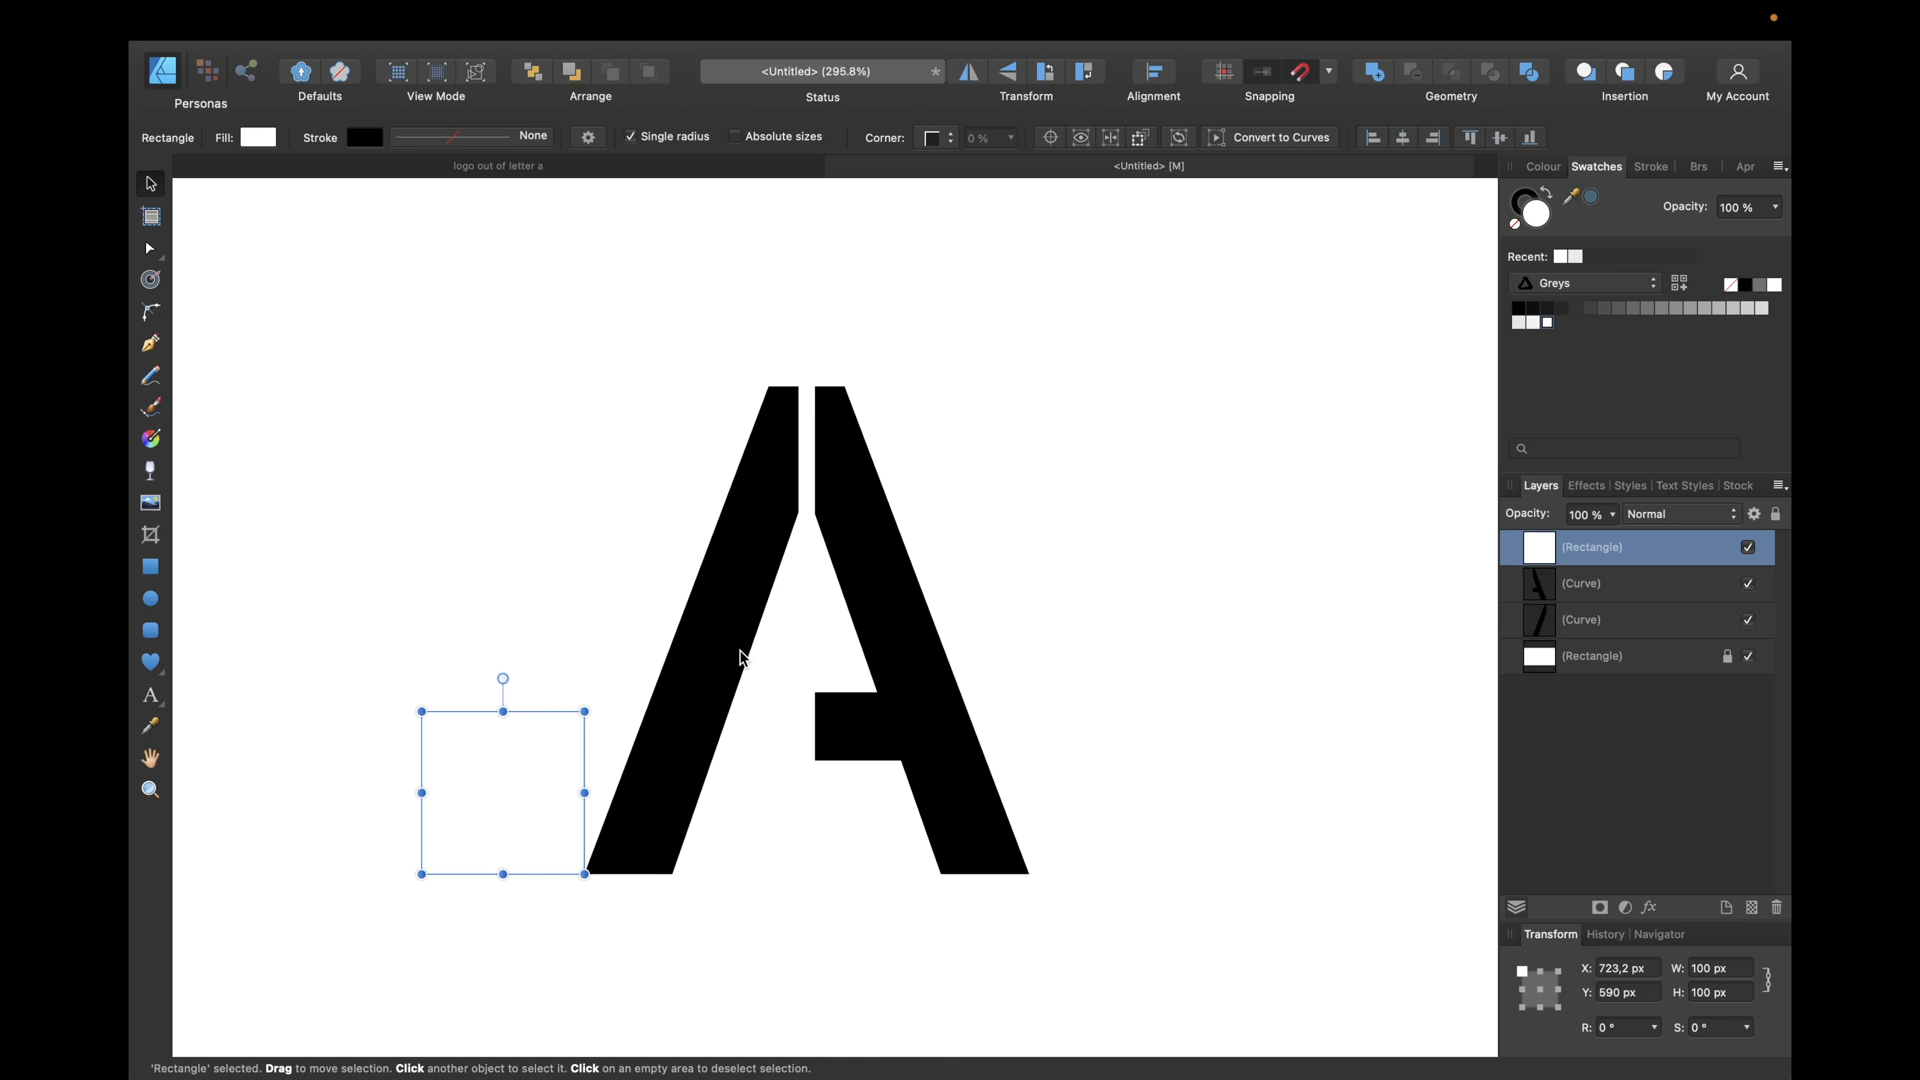 <Untitled> (295.8%) *
Personas
Defaults
View Mode
Arrange
Status
Transform
Alignment
Snapping
Geometry
Insertion
My Account
Rectangle
Fill:
Stroke
None
Single radius
Absolute sizes
Corner:
0 %
Convert to Curves
logo out of letter a
<Untitled> [M]
Colour
Swatches
Stroke
Brs
Apr
Opacity:
100 %
Recent:
Greys
Layers
Effects
Styles
Text Styles
Stock
Opacity:
100 %
Normal
(Rectangle)
(Curve)
(Curve)
(Rectangle)
fx
Transform
History
Navigator
X: 723,2 px
W: 100 px
Y: 590 px
H: 100 px
R: 0 °
S: 0 °
A
'Rectangle' selected. Drag to move selection. Click another object to select it. Click on an empty area to deselect selection.